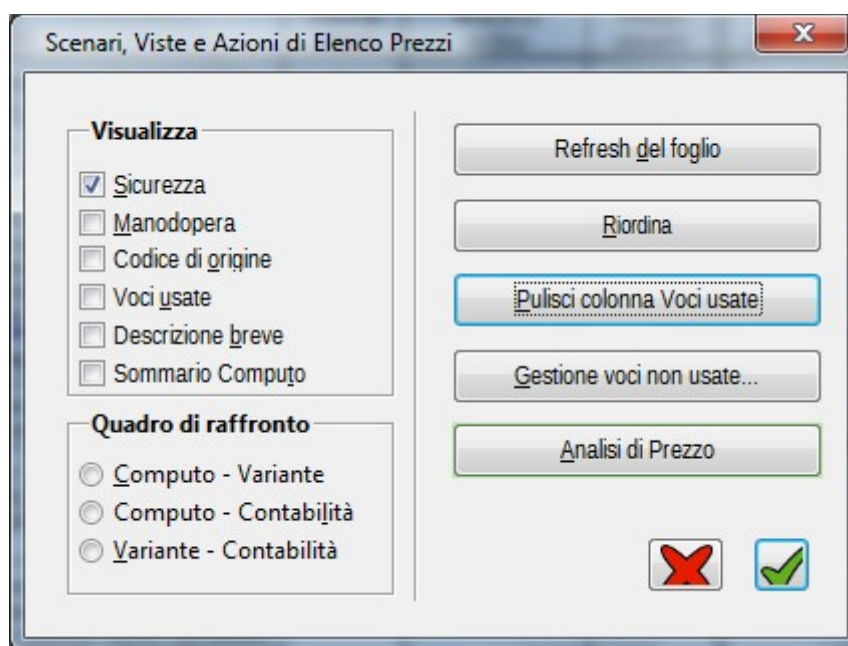 Scenari, Viste e Azioni di Elenco Prezzi
Visualizza
Sicurezza
Manodopera
Codice di origine
Voci usate
Descrizione breve
Sommario Computo
Quadro di raffronto
Computo - Variante
Computo - Contabilità
Variante - Contabilità
Refresh del foglio
Riordina
Pulisci colonna Voci usate
Gestione voci non usate...
Analisi di Prezzo